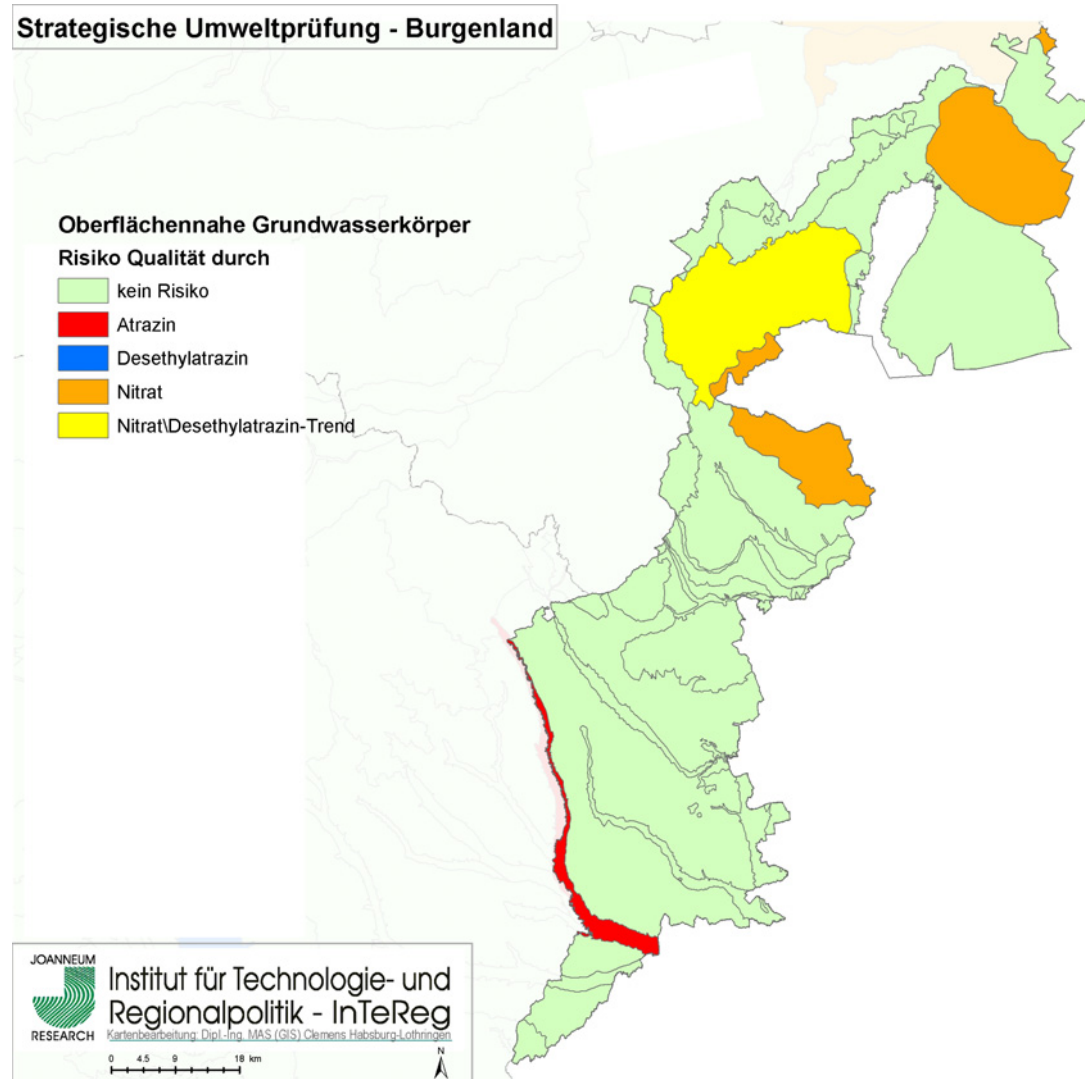 Strategische Umweltprüfung - Burgenland
Oberflächennahe Grundwasserkörper
Risiko Qualität durch
kein Risiko
Atrazin
Desethylatrazin
Nitrat
Nitrat\Desethylatrazin-Trend
JOANNEUM
RESEARCH
Institut für Technologie- und
Regionalpolitik - InTeReg
Kartenbearbeitung: Dipl.-Ing. MAS (GIS) Clemens Habsburg-Lothringen
0 4.5 9 18 km
N